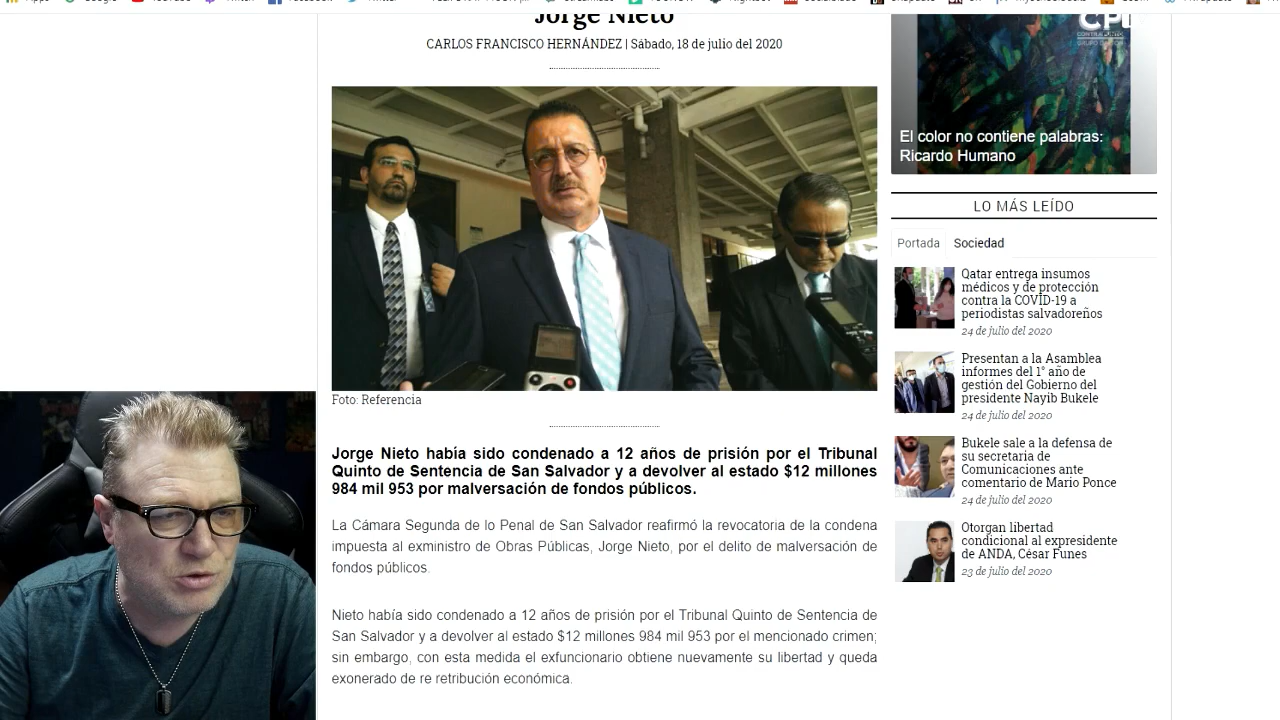 Apps Google YouTube Twitch Facebook Twitter
Jorge Nieto
CARLOS FRANCISCO HERNÁNDEZ | Sábado, 18 de julio del 2020
Foto: Referencia
Jorge Nieto había sido condenado a 12 años de prisión por el Tribunal
Quinto de Sentencia de San Salvador y a devolver al estado $12 millones
984 mil 953 por malversación de fondos públicos.
La Cámara Segunda de lo Penal de San Salvador reafirmó la revocatoria de la condena
impuesta al exministro de Obras Públicas, Jorge Nieto, por el delito de malversación de
fondos públicos.
Nieto había sido condenado a 12 años de prisión por el Tribunal Quinto de Sentencia de
San Salvador y a devolver al estado $12 millones 984 mil 953 por el mencionado crimen;
sin embargo, con esta medida el exfuncionario obtiene nuevamente su libertad y queda
exonerado de re retribución económica.
El color no contiene palabras:
Ricardo Humano
LO MÁS LEÍDO
Portada Sociedad
Qatar entrega insumos
médicos y de protección
contra la COVID-19 a
periodistas salvadoreños
24 de julio del 2020
Presentan a la Asamblea
informes del 1° año de
gestión del Gobierno del
presidente Nayib Bukele
24 de julio del 2020
Bukele sale a la defensa de
su secretaria de
Comunicaciones ante
comentario de Mario Ponce
24 de julio del 2020
Otorgan libertad
condicional al expresidente
de ANDA, César Funes
23 de julio del 2020